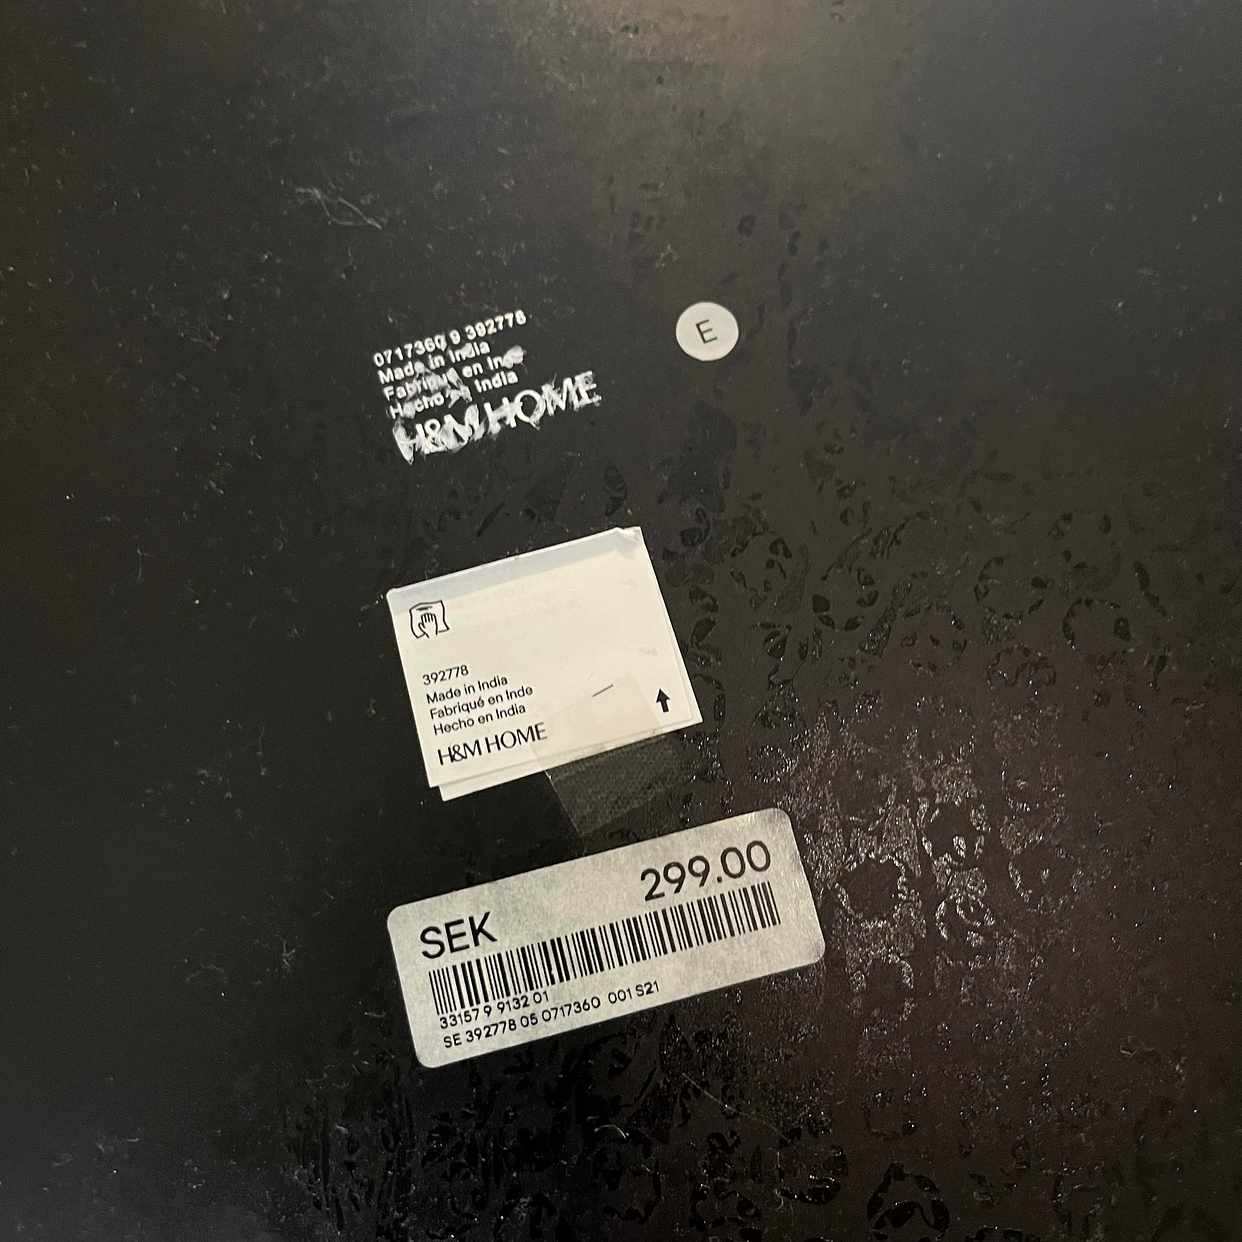 0717360 9 392778
Made in India
Fabriqué en Inde
Hecho en India
H&M HOME
E
392778
Made in India
Fabriqué en Inde
Hecho en India
H&M HOME
SEK 299.00
33157 9 9132 01
SE 392778 05 0717360 001 S21